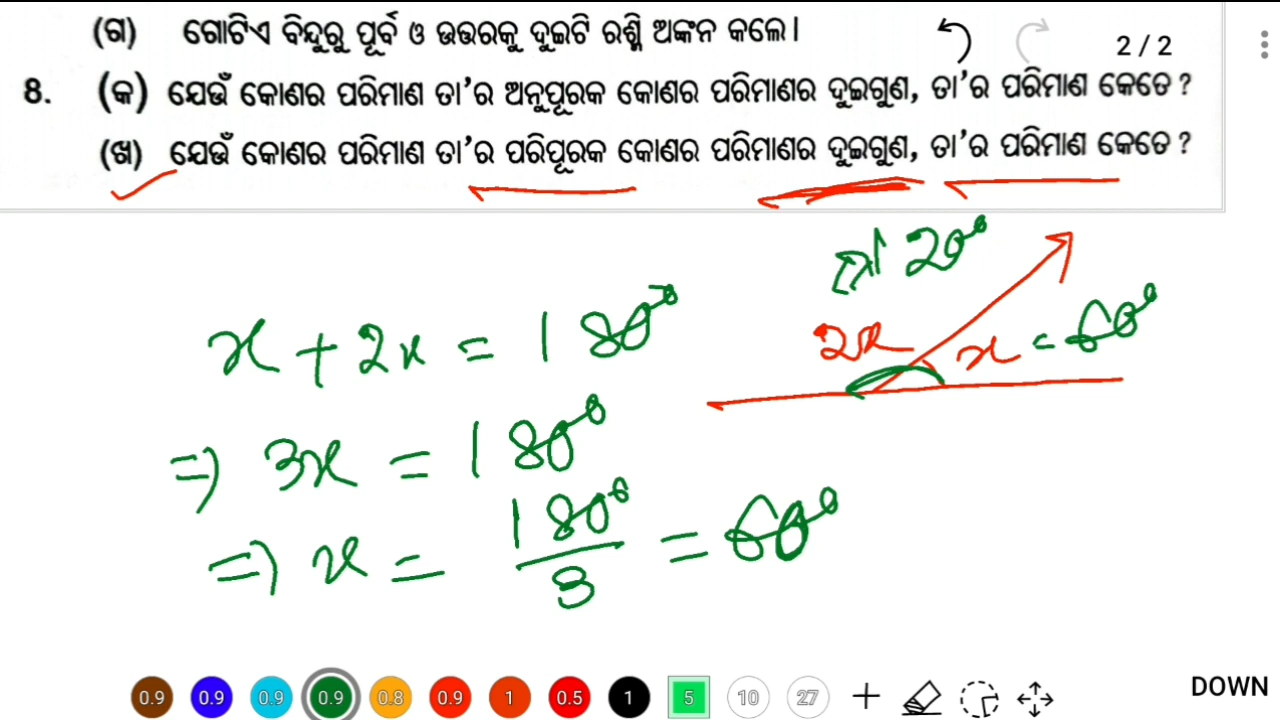 (ଗ) ଗୋଟିଏ ବିନ୍ଦୁରୁ ପୂର୍ବ ଓ ଉତ୍ତରକୁ ଦୁଇଟି ରଶ୍ମି ଅଙ୍କନ କଲେ।
2 / 2
8. (କ) ଯେଉଁ କୋଣର ପରିମାଣ ତା'ର ଅନୁପୂରକ କୋଣର ପରିମାଣର ଦୁଇଗୁଣ, ତା'ର ପରିମାଣ କେତେ ?
(ଖ) ଯେଉଁ କୋଣର ପରିମାଣ ତା'ର ପରିପୂରକ କୋଣର ପରିମାଣର ଦୁଇଗୁଣ, ତା'ର ପରିମାଣ କେତେ ?
x + 2x = 180°
2x x = 60°
⇒ 3x = 180°
⇒ x = 180°/3 = 60°
0.9 0.9 0.9 0.9 0.8 0.9 1 0.5 1 5 10 27
DOWN